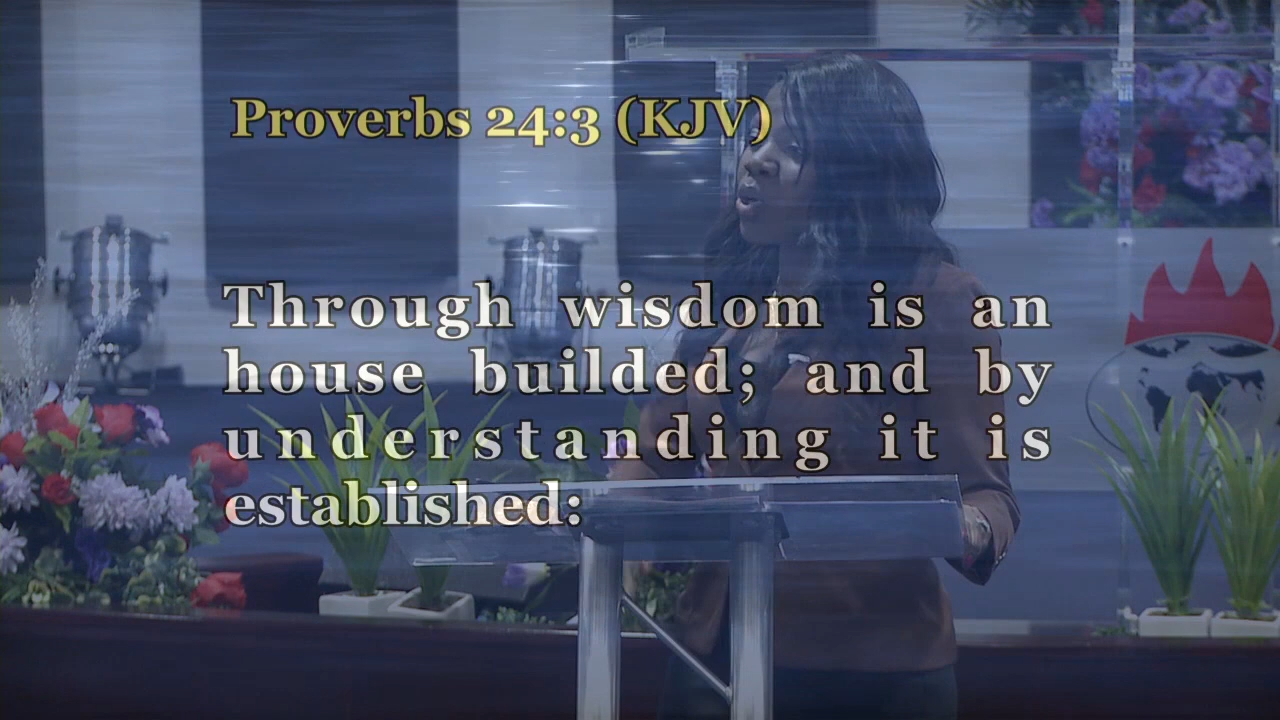 Proverbs 24:3 (KJV)
Through wisdom is an
house builded; and by
understanding it is
established: